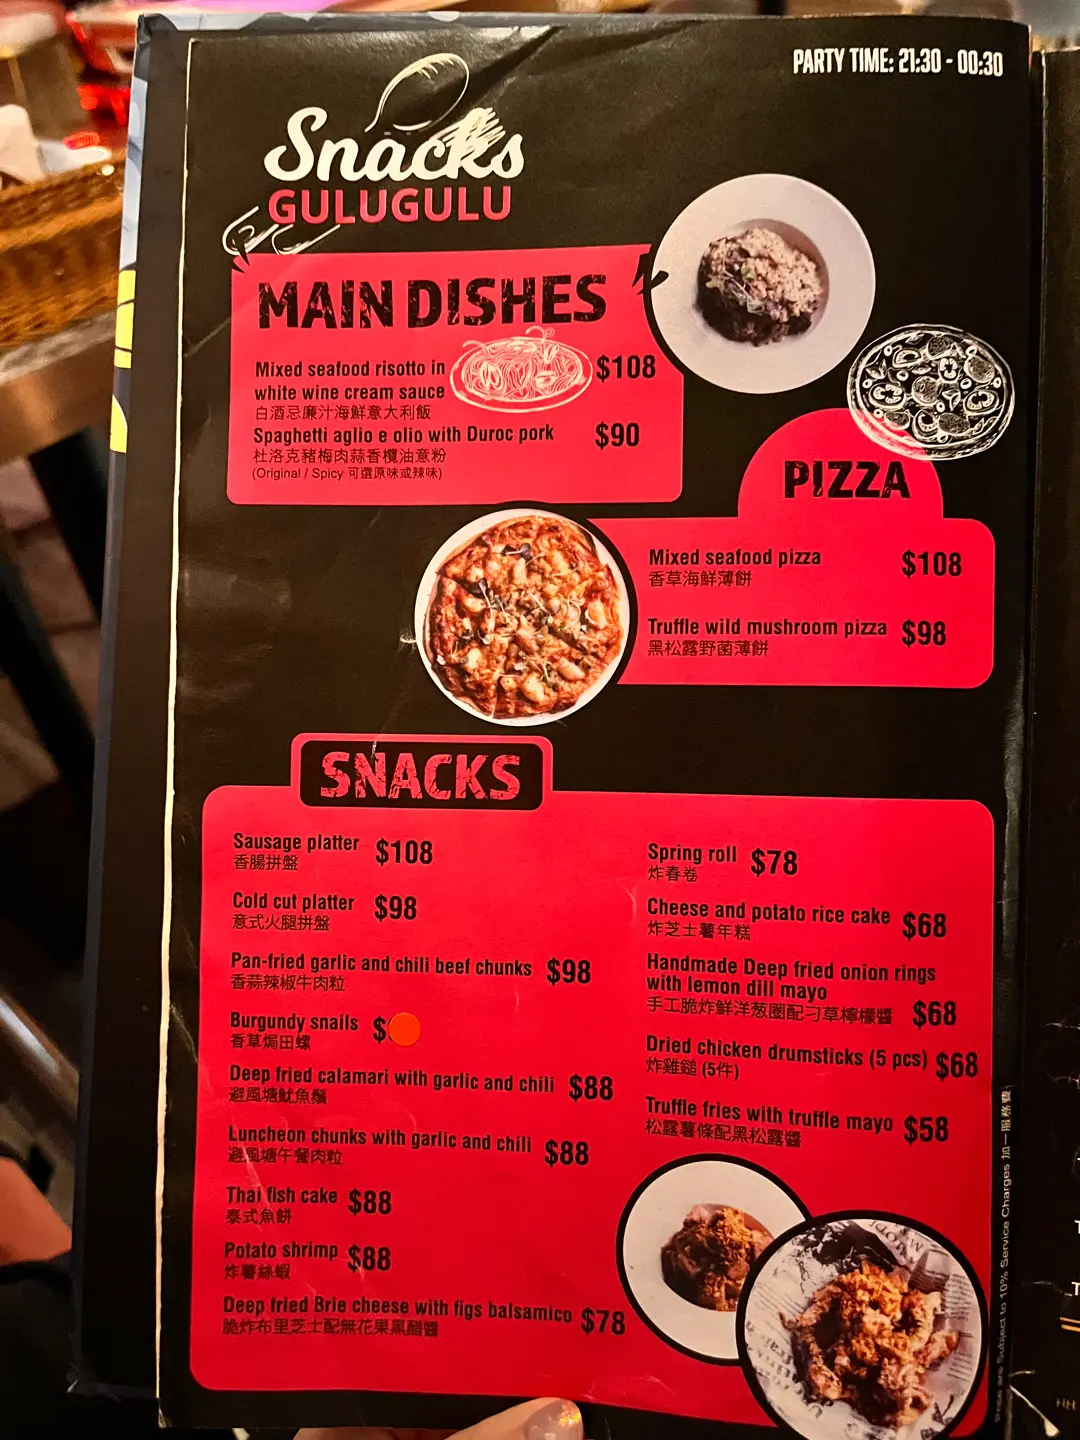 PARTY TIME: 21:30 - 00:30
Snacks
GULUGULU
MAIN DISHES
Mixed seafood risotto in
white wine cream sauce $108
白酒忌廉汁海鮮意大利飯
Spaghetti aglio e olio with Duroc pork $90
杜洛克豬梅肉蒜香欖油意粉
(Original / Spicy 可選原味或辣味)
PIZZA
Mixed seafood pizza $108
香草海鮮薄餅
Truffle wild mushroom pizza $98
黑松露野菌薄餅
SNACKS
Sausage platter $108
香腸拼盤
Cold cut platter $98
意式火腿拼盤
Pan-fried garlic and chili beef chunks $98
香蒜辣椒牛肉粒
Burgundy snails $
香草焗田螺
Deep fried calamari with garlic and chili $88
避風塘魷魚鬚
Luncheon chunks with garlic and chili $88
避風塘午餐肉粒
Thai fish cake $88
泰式魚餅
Potato shrimp $88
炸薯絲蝦
Deep fried Brie cheese with figs balsamico $78
脆炸布里芝士配無花果黑醋醬
Spring roll $78
炸春卷
Cheese and potato rice cake $68
炸芝士薯年糕
Handmade Deep fried onion rings
with lemon dill mayo
手工脆炸鮮洋葱圈配刁草檸檬醬 $68
Dried chicken drumsticks (5 pcs) $68
炸雞鎚 (5件)
Truffle fries with truffle mayo $58
松露薯條配黑松露醬
Price are Subject to 10% Service Charges 加一服務費